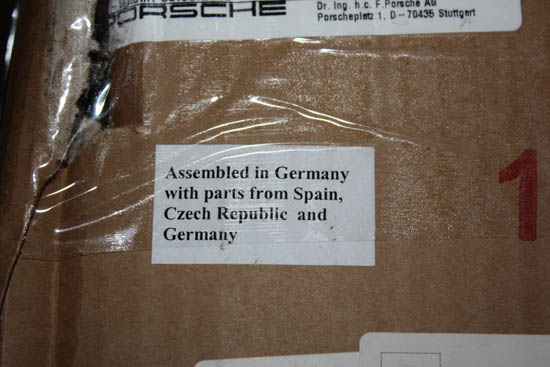 PORSCHE
Dr. Ing. h.c. F.Porsche AG
Porscheplatz 1, D--70435 Stuttgart
Assembled in Germany
with parts from Spain,
Czech Republic and
Germany
1